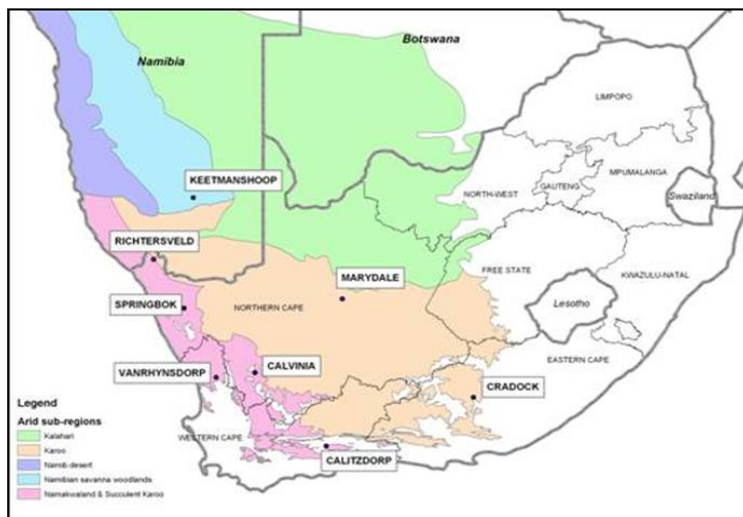 Botswana
Namibia
LIMPOPO
KEETMANSHOOP
NORTH-WEST
GAUTENG
MPUMALANGA
Swaziland
RICHTERSVELD
MARYDALE
FREE STATE
KWAZULU-NATAL
SPRINGBOK
NORTHERN CAPE
Lesotho
VANRHYNSDORP
CALVINIA
EASTERN CAPE
CRADOCK
Legend
Arid sub-regions
Kalahari
Karoo
Namib desert
Namibian savanna woodlands
Namakwaland & Succulent Karoo
WESTERN CAPE
CALITZDORP